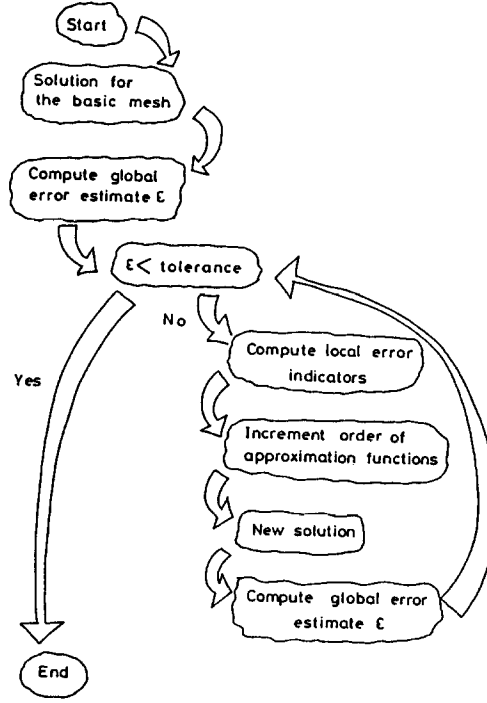 Start
Solution for
the basic mesh
Compute global
error estimate Ɛ
Ɛ< tolerance
No
Yes
Compute local error
indicators
Increment order of
approximation functions
New solution
Compute global error
estimate Ɛ
End